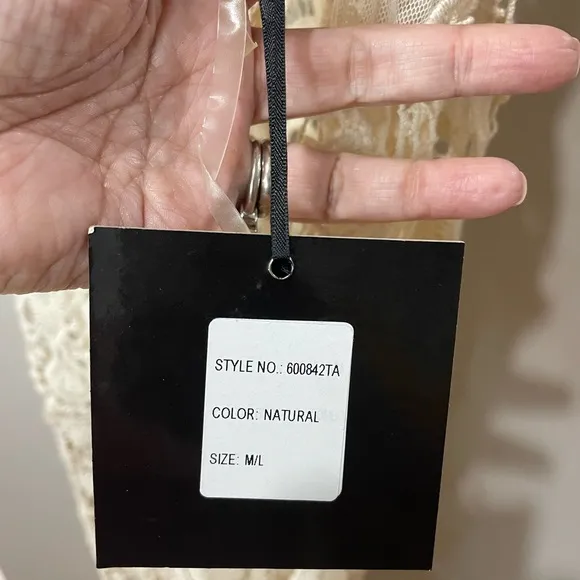 STYLE NO.: 600842TA
COLOR: NATURAL
SIZE: M/L